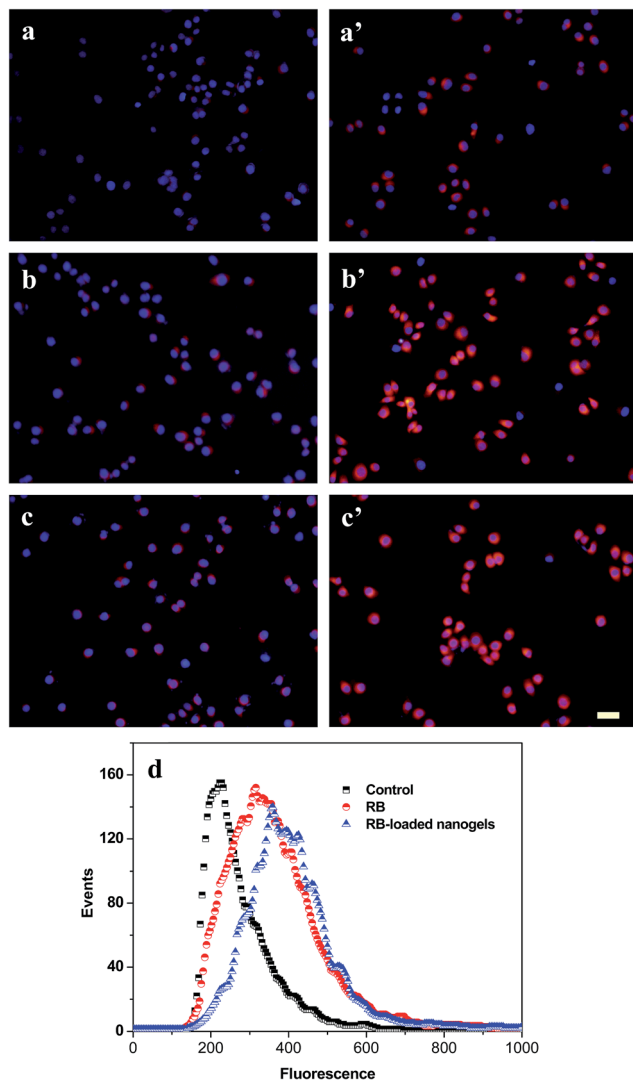 a
a’
b
b’
c
c’
d
Control
RB
RB-loaded nanogels
160
120
80
40
0
Events
0 200 400 600 800 1000
Fluorescence